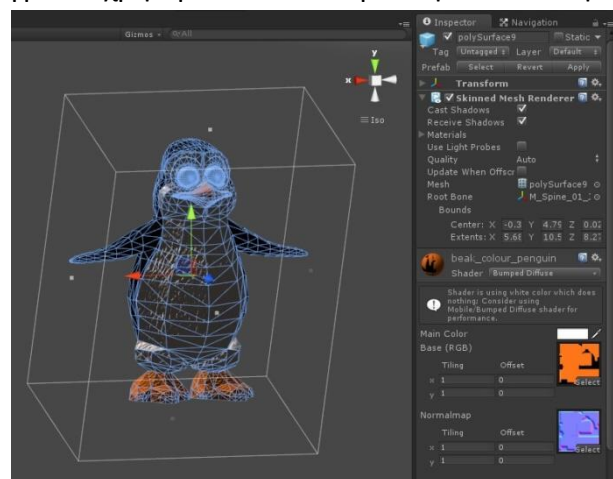 Gizmos
All
y
x
Iso
Inspector
Navigation
polySurface9
Static
Tag Untagged Layer Default
Prefab Select Revert Apply
Transform
Skinned Mesh Renderer
Cast Shadows
Receive Shadows
Materials
Use Light Probes
Quality Auto
Update When Offscr
Mesh polySurface9
Root Bone M_Spine_01_
Bounds
Center: X -0.3 Y 4.79 Z 0.02
Extents: X 5.68 Y 10.5 Z 8.2
beak_colour_penguin
Shader Bumped Diffuse
Shader is using white color which does
nothing; Consider using
Mobile/Bumped Diffuse shader for
performance.
Main Color
Base (RGB)
Tiling Offset
x 1 0
y 1 0
Select
Normalmap
Tiling Offset
x 1 0
y 1 0
Select